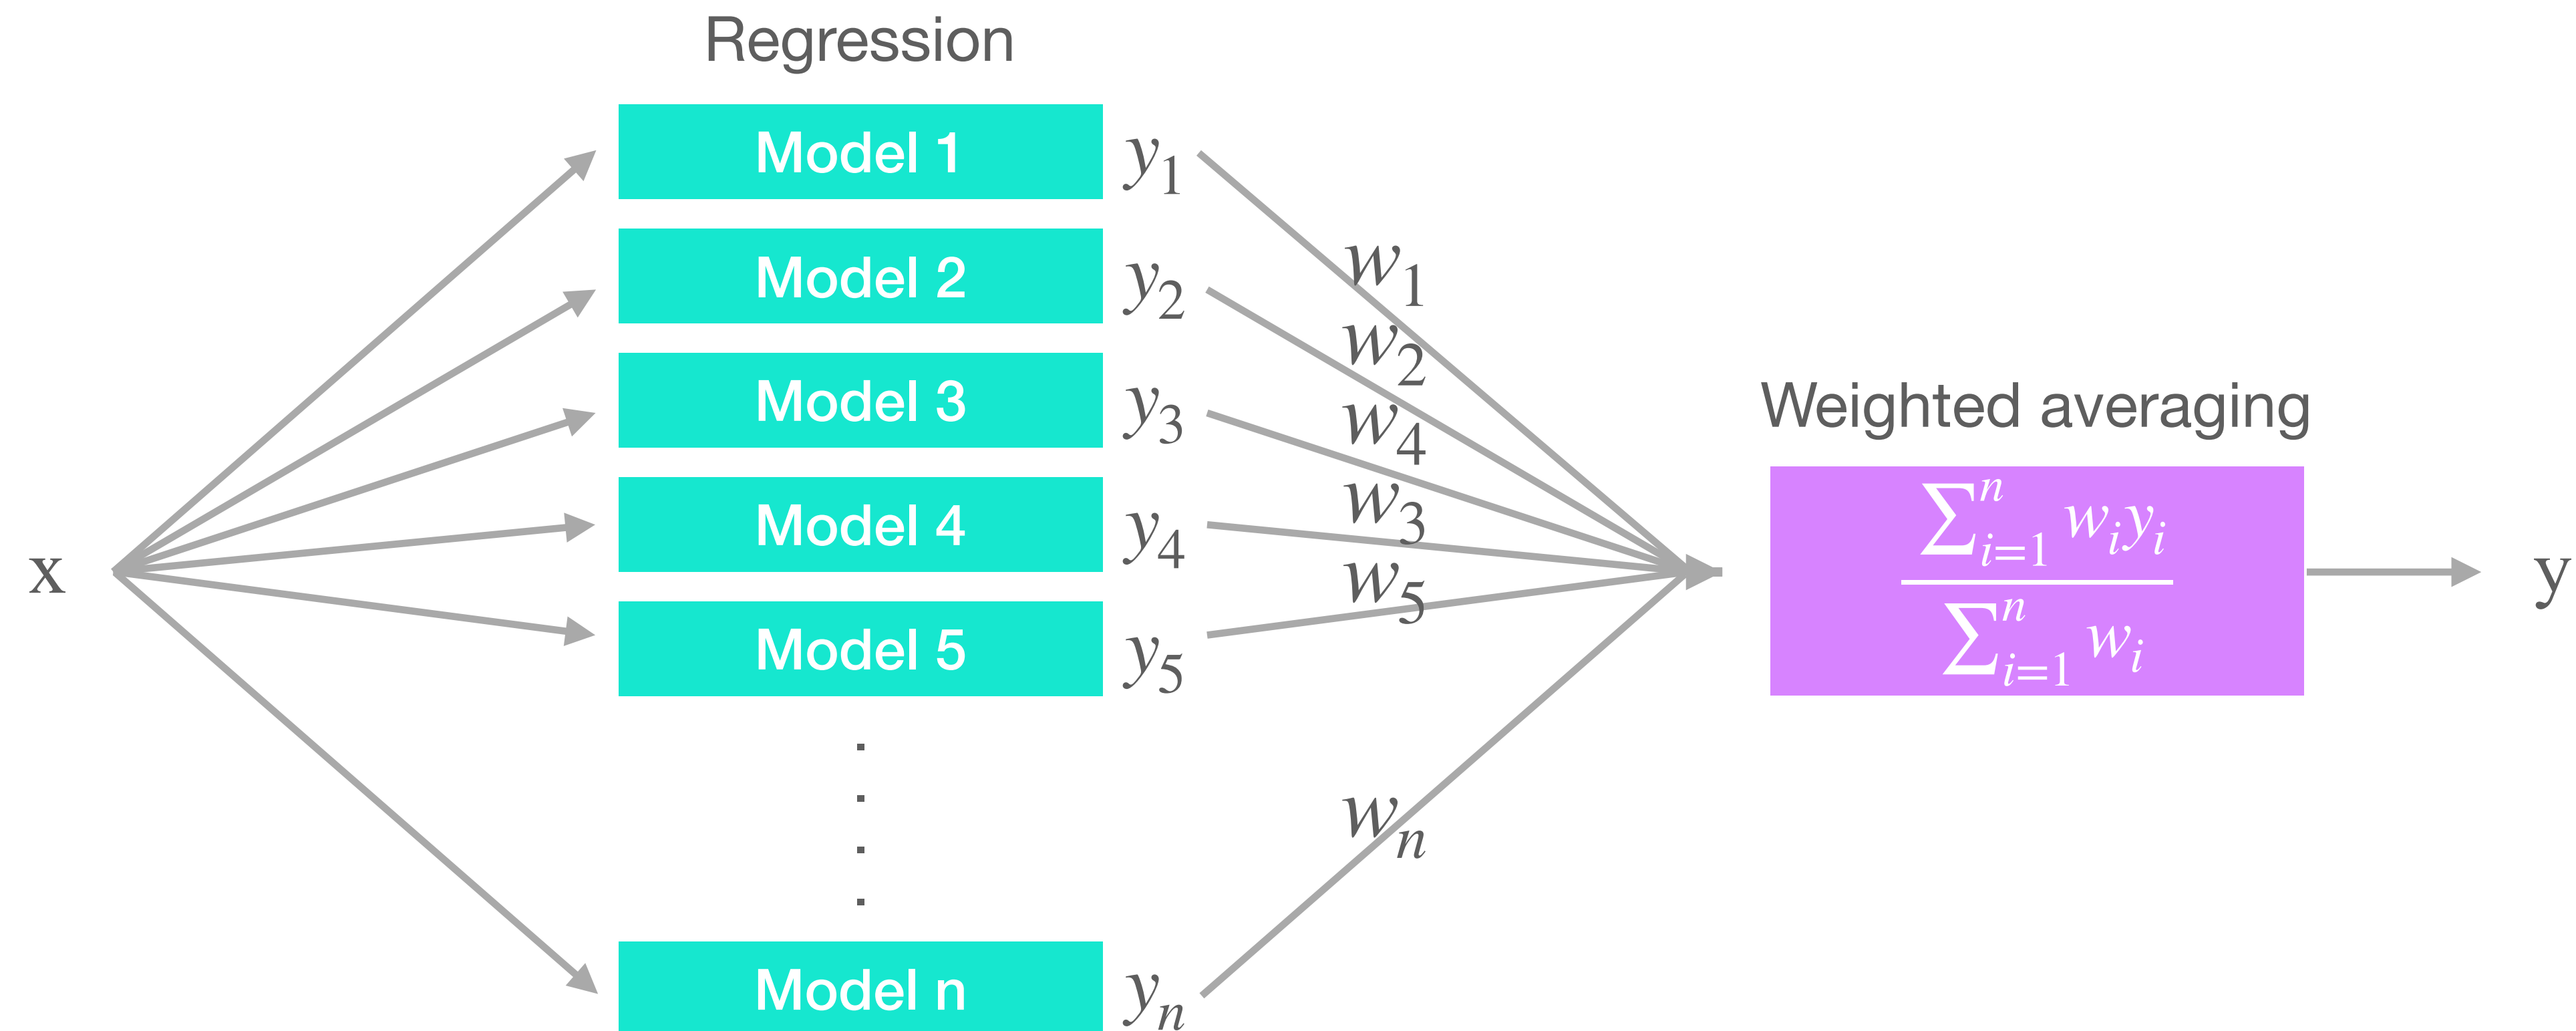 Regression
Model 1 y₁
w₁
Model 2 y₂
w₂
Model 3 y₃
w₄
Weighted averaging
Model 4 y₄
w₃
∑ⁿᵢ₌₁ wᵢyᵢ
x
w₅
y
∑ⁿᵢ₌₁ wᵢ
Model 5 y₅
.
.
wₙ
.
.
Model n yₙ